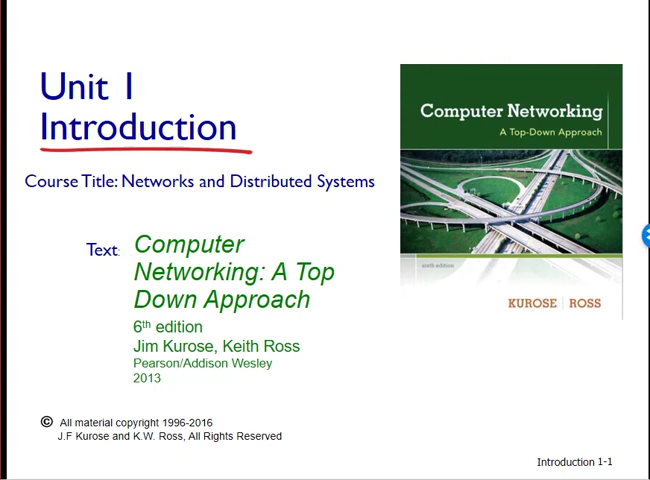 Unit 1
Introduction
Course Title: Networks and Distributed Systems
Text: Computer
Networking: A Top
Down Approach
6th edition
Jim Kurose, Keith Ross
Pearson/Addison Wesley
2013
© All material copyright 1996-2016
J.F Kurose and K.W. Ross, All Rights Reserved
Computer Networking
A Top-Down Approach
sixth edition
KUROSE | ROSS
Introduction 1-1